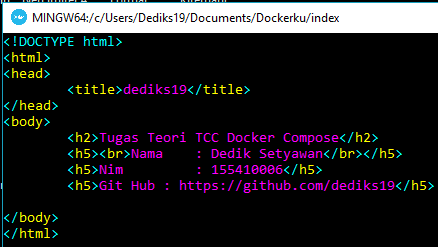 MINGW64:/c/Users/Dediks19/Documents/Dockerku/index
<!DOCTYPE html>
<html>
<head>
        <title>dediks19</title>
</head>
<body>
        <h2>Tugas Teori TCC Docker Compose</h2>
        <h5><br>Nama    : Dedik Setyawan</br></h5>
        <h5>Nim         : 155410006</h5>
        <h5>Git Hub : https://github.com/dediks19</h5>

</body>
</html>